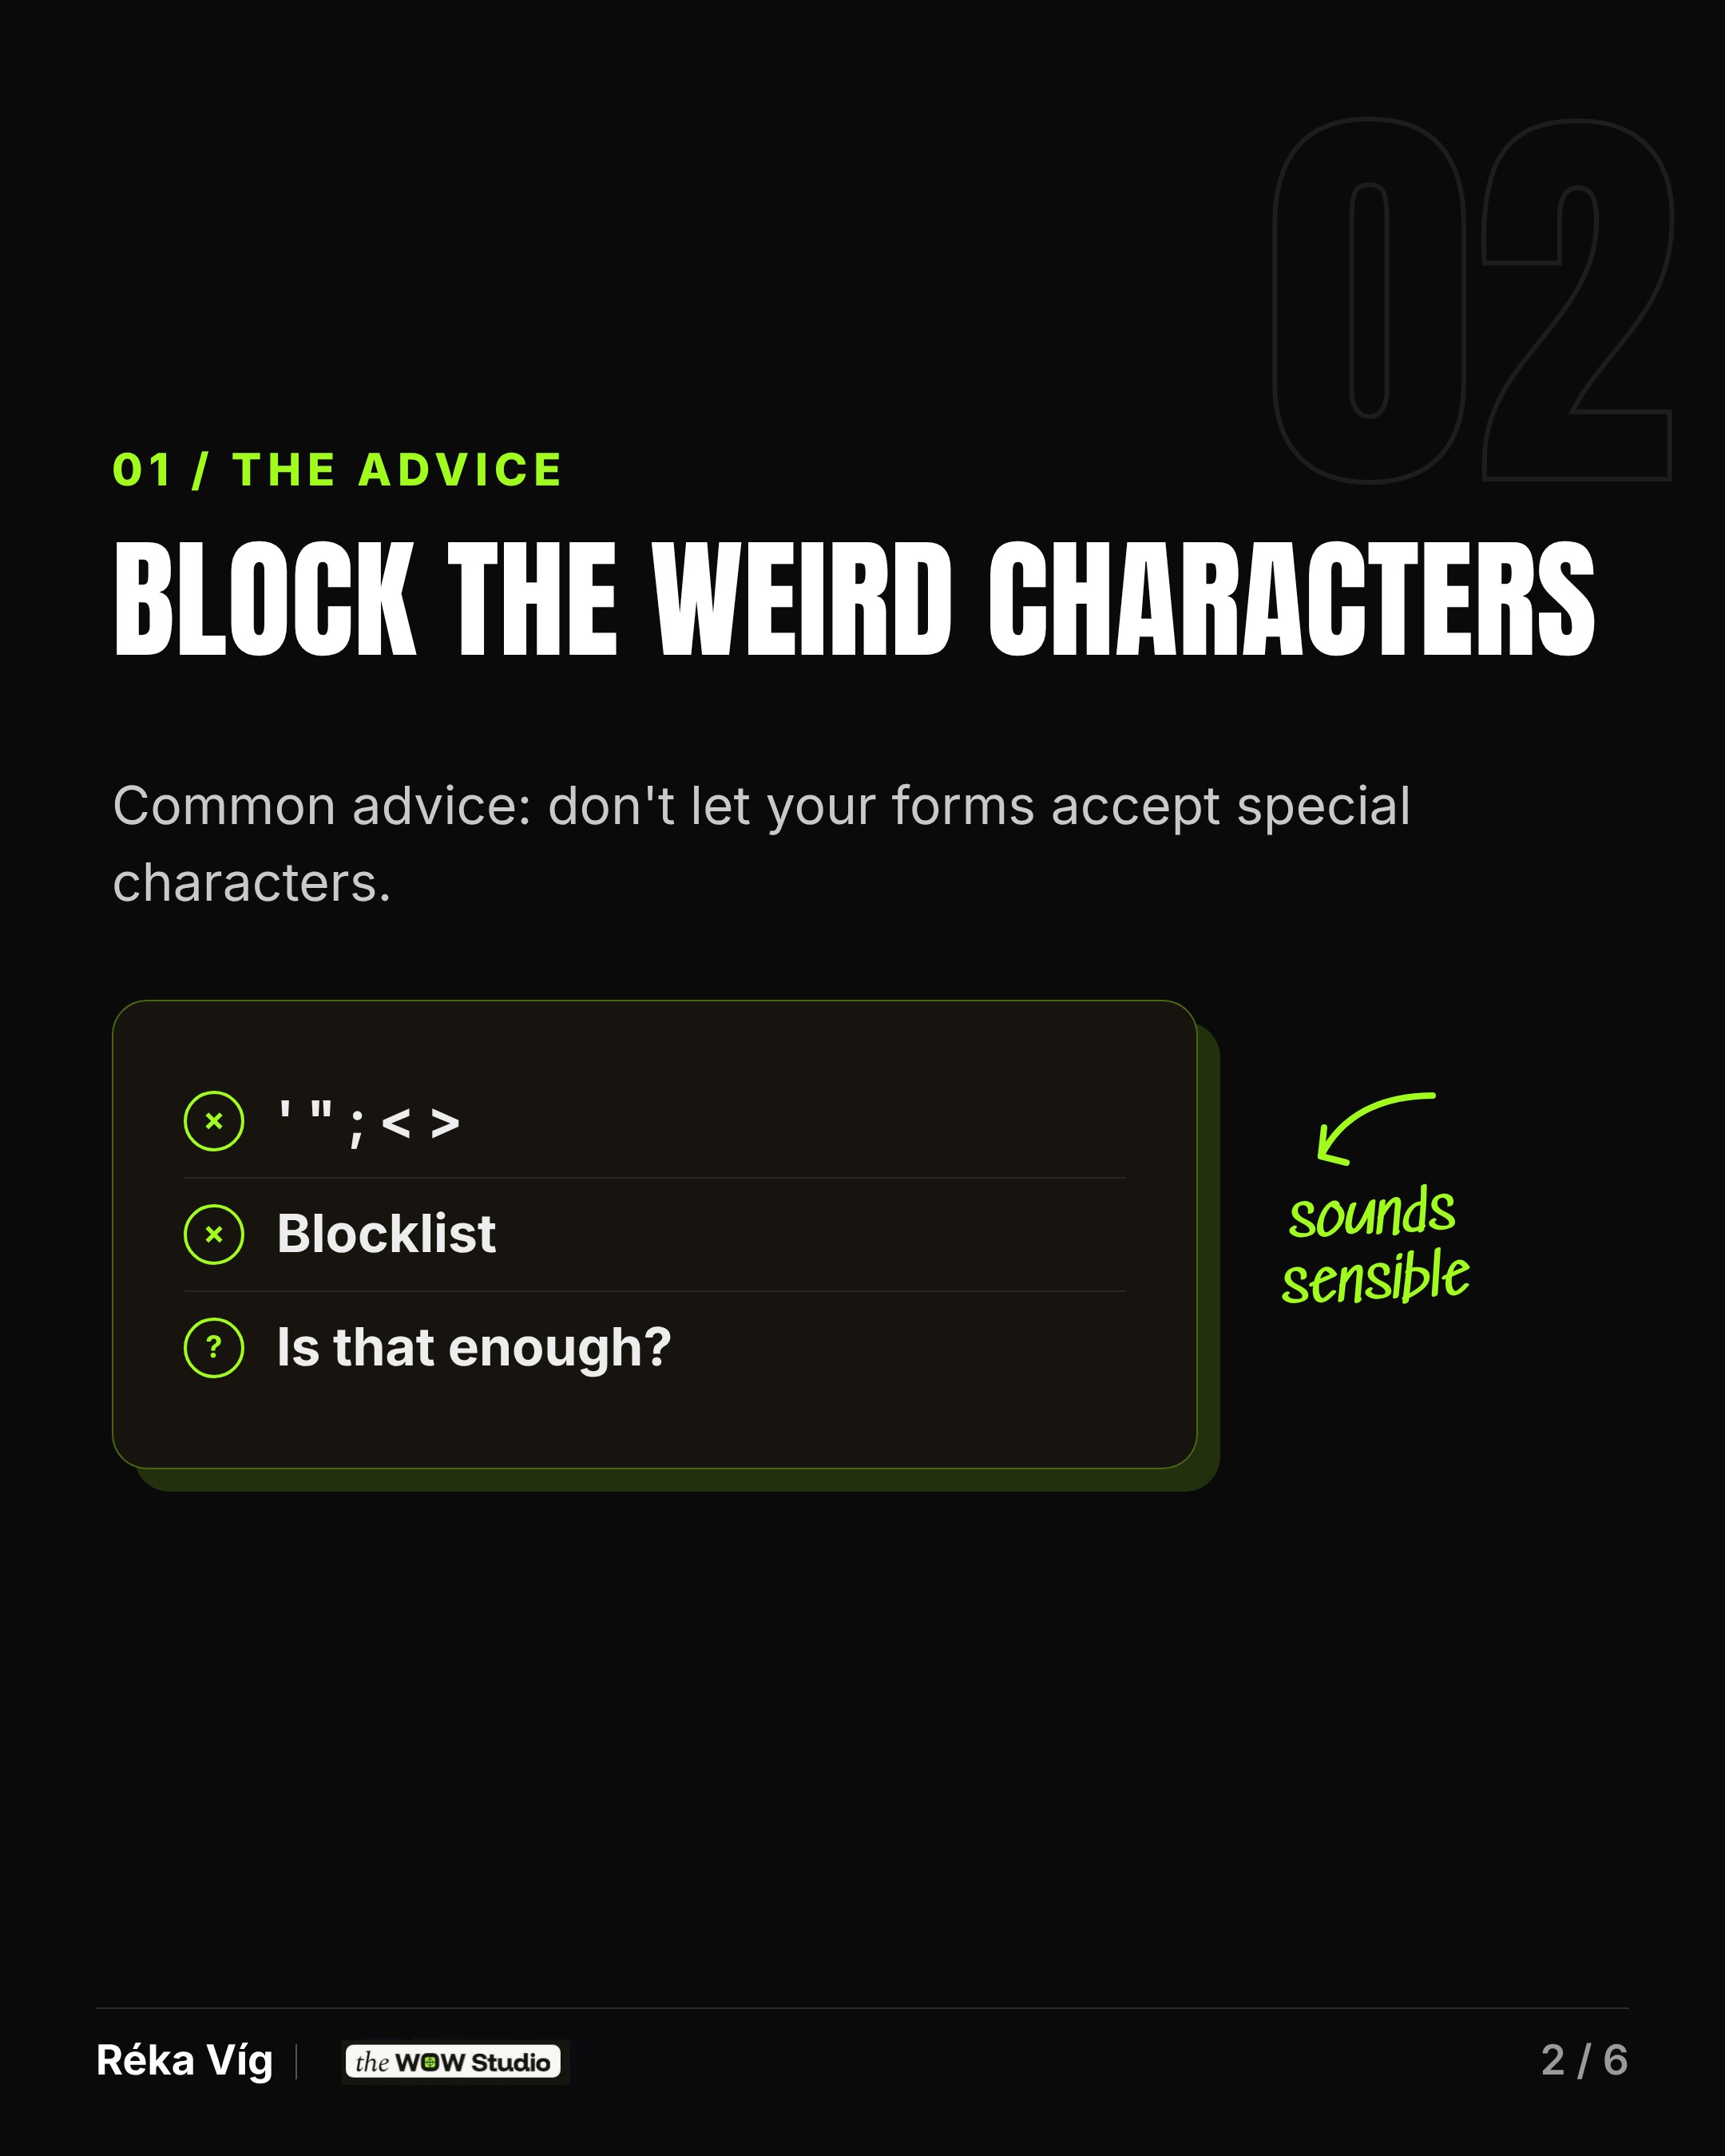 02
01 / THE ADVICE
BLOCK THE WEIRD CHARACTERS
Common advice: don't let your forms accept special
characters.
× ' " ; < >
× Blocklist
? Is that enough?
sounds
sensible
Réka Víg | the WOW Studio
2 / 6